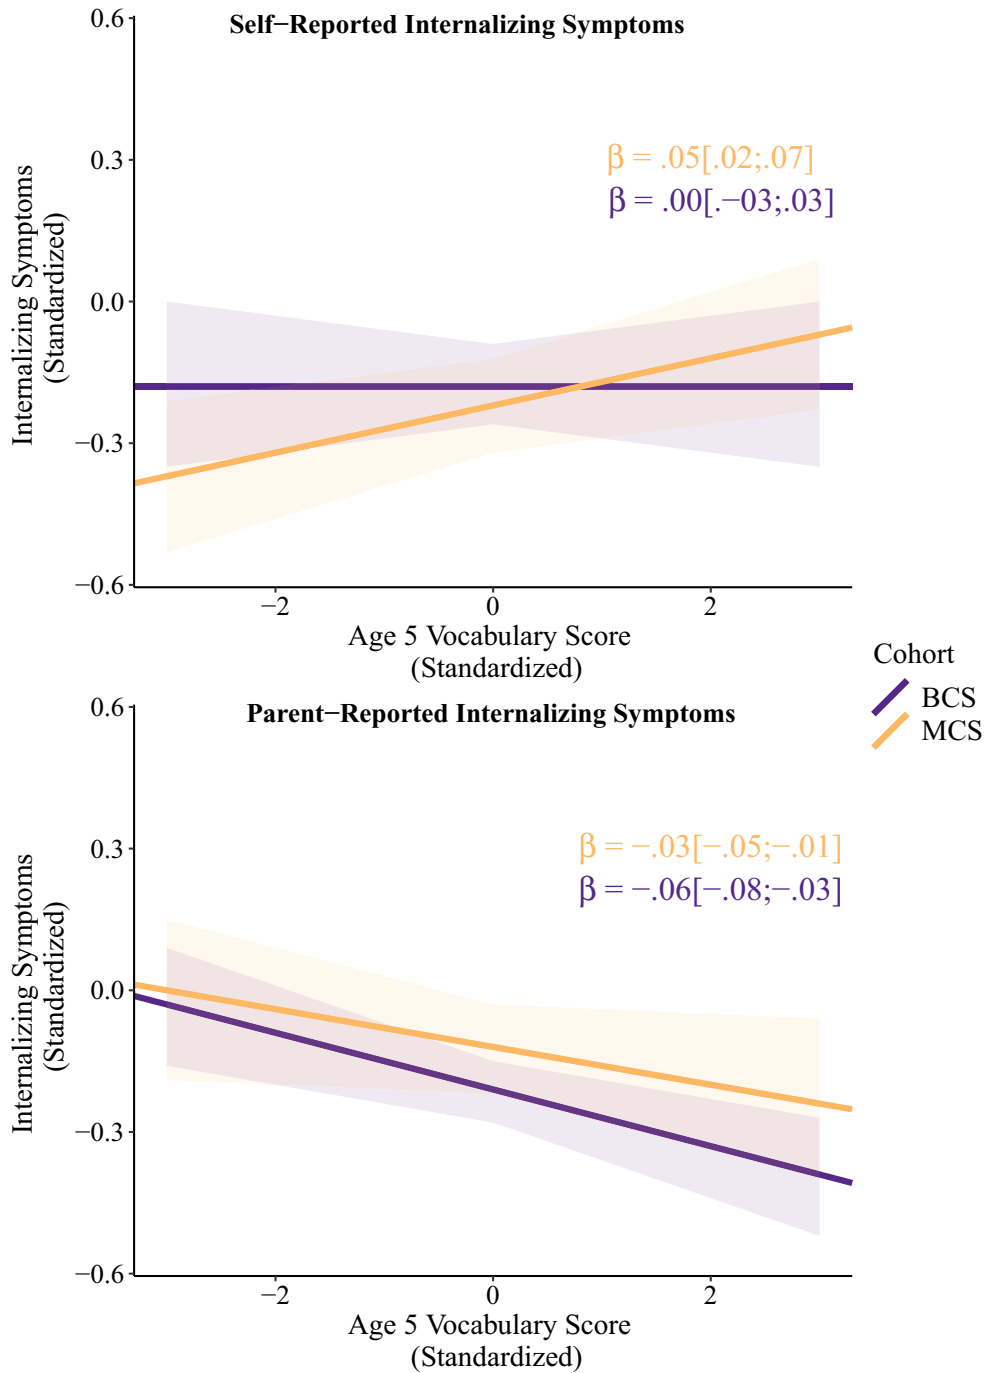 Self−Reported Internalizing Symptoms
0.6
0.3
0.0
−0.3
−0.6
Internalizing Symptoms
(Standardized)
β = .05[.02;.07]
β = .00[.−03;.03]
−2
0
2
Age 5 Vocabulary Score
(Standardized)
Cohort
BCS
MCS
Parent−Reported Internalizing Symptoms
0.6
0.3
0.0
−0.3
−0.6
Internalizing Symptoms
(Standardized)
β = −.03[−.05;−.01]
β = −.06[−.08;−.03]
−2
0
2
Age 5 Vocabulary Score
(Standardized)